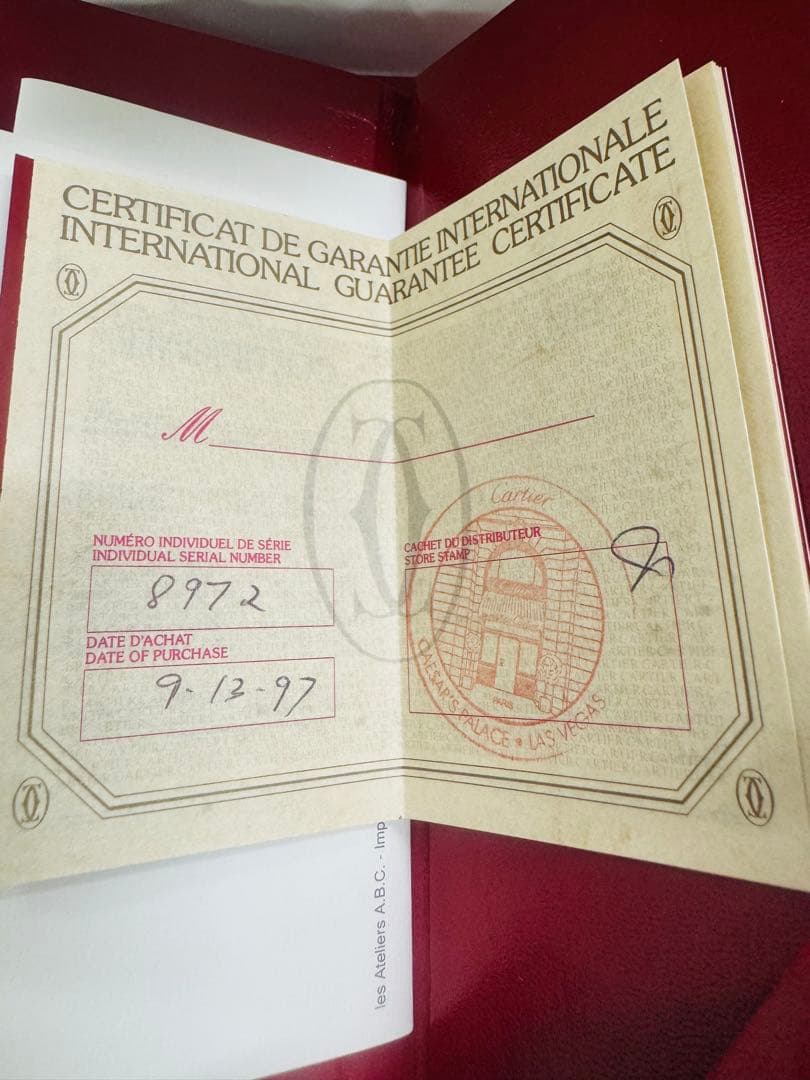 CERTIFICAT DE GARANTIE INTERNATIONALE
INTERNATIONAL GUARANTEE CERTIFICATE
M
NUMÉRO INDIVIDUEL DE SÉRIE
INDIVIDUAL SERIAL NUMBER
8972
DATE D'ACHAT
DATE OF PURCHASE
9-13-97
CACHET DU DISTRIBUTEUR
STORE STAMP
Cartier
PARIS
CAESAR'S PALACE • LAS VEGAS
les Ateliers A.B.C. - Imp